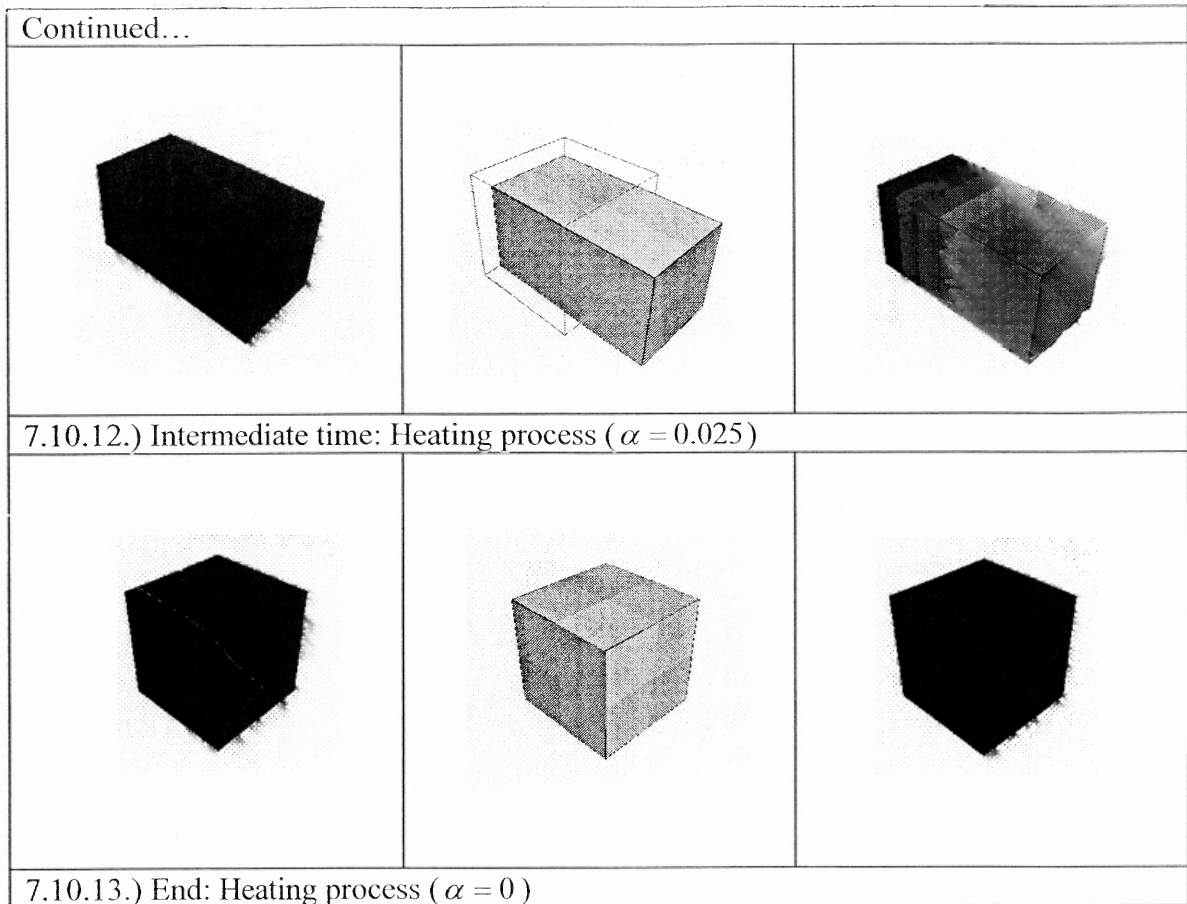 Continued…
7.10.12.) Intermediate time: Heating process ( α = 0.025 )
7.10.13.) End: Heating process ( α = 0 )